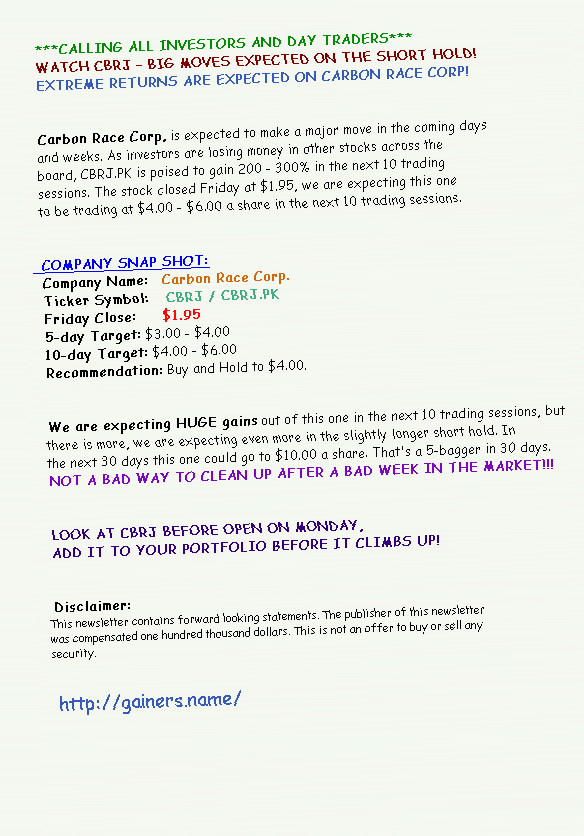 ***CALLING ALL INVESTORS AND DAY TRADERS***
WATCH CBRJ – BIG MOVES EXPECTED ON THE SHORT HOLD!
EXTREME RETURNS ARE EXPECTED ON CARBON RACE CORP!
Carbon Race Corp. is expected to make a major move in the coming days
and weeks. As investors are losing money in other stocks across the
board, CBRJ.PK is poised to gain 200 - 300% in the next 10 trading
sessions. The stock closed Friday at $1.95, we are expecting this one
to be trading at $4.00 - $6.00 a share in the next 10 trading sessions.
COMPANY SNAP SHOT:
Company Name: Carbon Race Corp.
Ticker Symbol: CBRJ / CBRJ.PK
Friday Close: $1.95
5-day Target: $3.00 - $4.00
10-day Target: $4.00 - $6.00
Recommendation: Buy and Hold to $4.00.
We are expecting HUGE gains out of this one in the next 10 trading sessions, but
there is more, we are expecting even more in the slightly longer short hold. In
the next 30 days this one could go to $10.00 a share. That's a 5-bagger in 30 days.
NOT A BAD WAY TO CLEAN UP AFTER A BAD WEEK IN THE MARKET!!!
LOOK AT CBRJ BEFORE OPEN ON MONDAY,
ADD IT TO YOUR PORTFOLIO BEFORE IT CLIMBS UP!
Disclaimer:
This newsletter contains forward looking statements. The publisher of this newsletter
was compensated one hundred thousand dollars. This is not an offer to buy or sell any
security.
http://gainers.name/